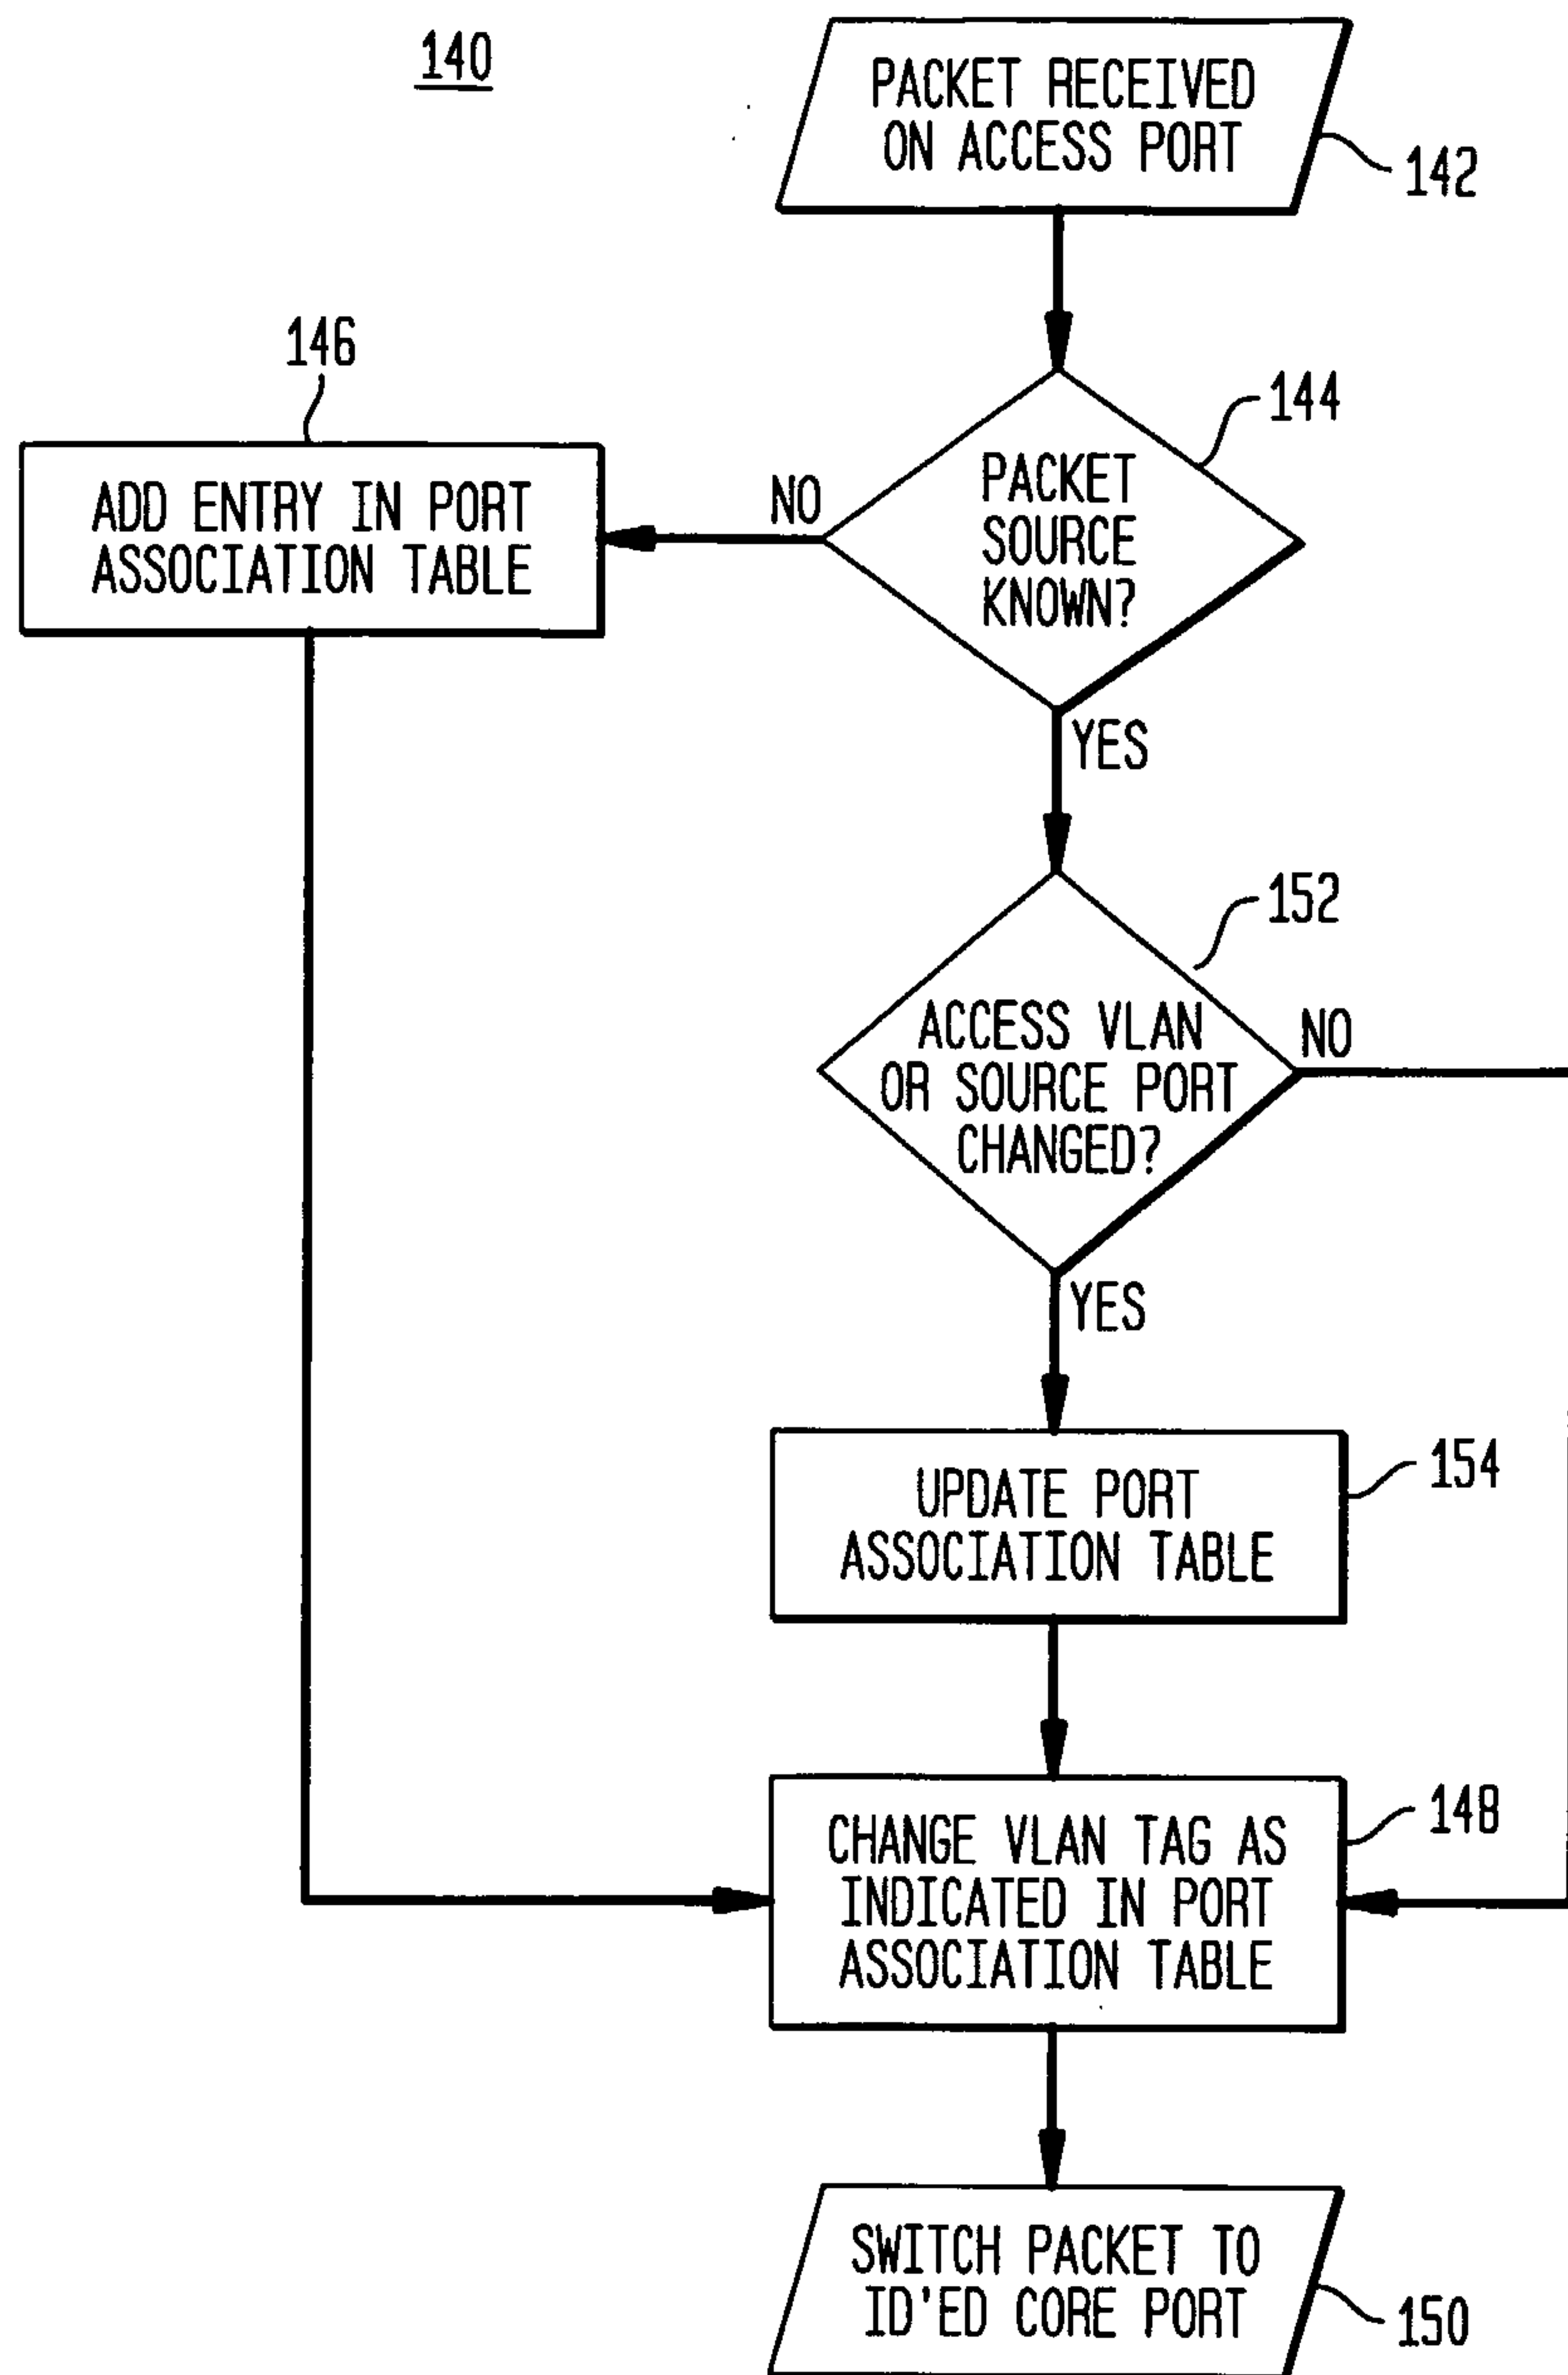 140
PACKET RECEIVED
ON ACCESS PORT
142
146
144
ADD ENTRY IN PORT
ASSOCIATION TABLE
NO
PACKET
SOURCE
KNOWN?
YES
152
ACCESS VLAN
OR SOURCE PORT
CHANGED?
NO
YES
UPDATE PORT
ASSOCIATION TABLE
154
CHANGE VLAN TAG AS
INDICATED IN PORT
ASSOCIATION TABLE
148
SWITCH PACKET TO
ID'ED CORE PORT
150